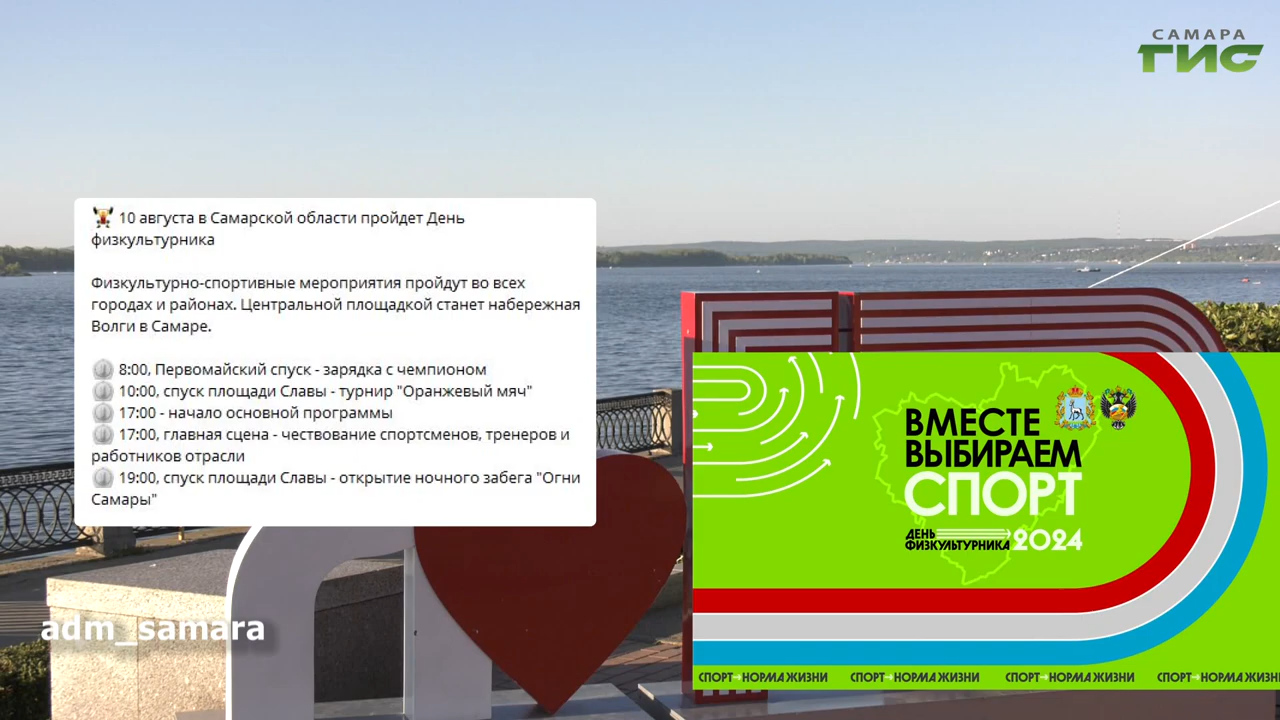 САМАРА
ГИС
10 августа в Самарской области пройдет День
физкультурника
Физкультурно-спортивные мероприятия пройдут во всех
городах и районах. Центральной площадкой станет набережная
Волги в Самаре.
8:00, Первомайский спуск - зарядка с чемпионом
10:00, спуск площади Славы - турнир "Оранжевый мяч"
17:00 - начало основной программы
17:00, главная сцена - чествование спортсменов, тренеров и
работников отрасли
19:00, спуск площади Славы - открытие ночного забега "Огни
Самары"
ВМЕСТЕ
ВЫБИРАЕМ
СПОРТ
ДЕНЬ
ФИЗКУЛЬТУРНИКА 2024
СПОРТ НОРМА ЖИЗНИ СПОРТ НОРМА ЖИЗНИ СПОРТ НОРМА ЖИЗНИ СПОРТ НОРМА ЖИЗНИ
adm_samara